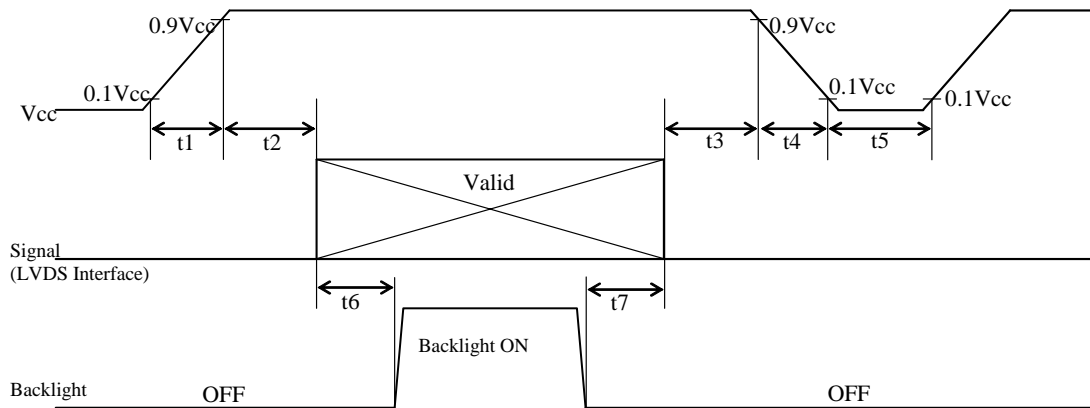 0.9Vcc
0.9Vcc
0.1Vcc
0.1Vcc
0.1Vcc
Vcc
t1
t2
t3
t4
t5
Valid
Signal
(LVDS Interface)
t6
t7
Backlight ON
Backlight
OFF
OFF